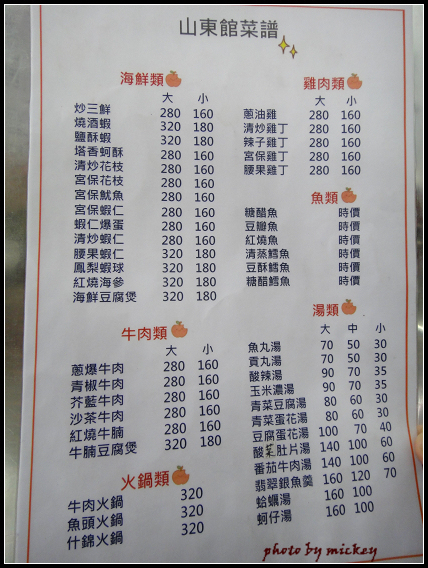 山東館菜譜
海鮮類
大 小
炒三鮮 280 160
燒酒蝦 320 180
鹽酥蝦 320 180
塔香蚵酥 280 160
清炒花枝 280 160
宮保花枝 280 160
宮保魷魚 280 160
宮保蝦仁 280 160
蝦仁爆蛋 280 160
清炒蝦仁 280 160
腰果蝦仁 320 180
鳳梨蝦球 320 180
紅燒海參 320 180
海鮮豆腐煲 320 180
牛肉類
大 小
蔥爆牛肉 280 160
青椒牛肉 280 160
芥藍牛肉 280 160
沙茶牛肉 280 160
紅燒牛腩 280 160
牛腩豆腐煲 320 180
火鍋類
牛肉火鍋 320
魚頭火鍋 320
什錦火鍋 320
雞肉類
大 小
蔥油雞 280 160
清炒雞丁 280 160
辣子雞丁 280 160
宮保雞丁 280 160
腰果雞丁 280 160
魚類
糖醋魚 時價
豆瓣魚 時價
紅燒魚 時價
清蒸鱈魚 時價
豆酥鱈魚 時價
糖醋鱈魚 時價
湯類
大 中 小
魚丸湯 70 50 30
貢丸湯 70 50 30
酸辣湯 90 70 35
玉米濃湯 90 70 35
青菜豆腐湯 80 60 30
青菜蛋花湯 80 60 30
豆腐蛋花湯 100 70 40
酸菜肚片湯 140 100 60
番茄牛肉湯 140 100 60
翡翠銀魚羹 160 120 70
蛤蠣湯 160 100
蚵仔湯 160 100
photo by mickey